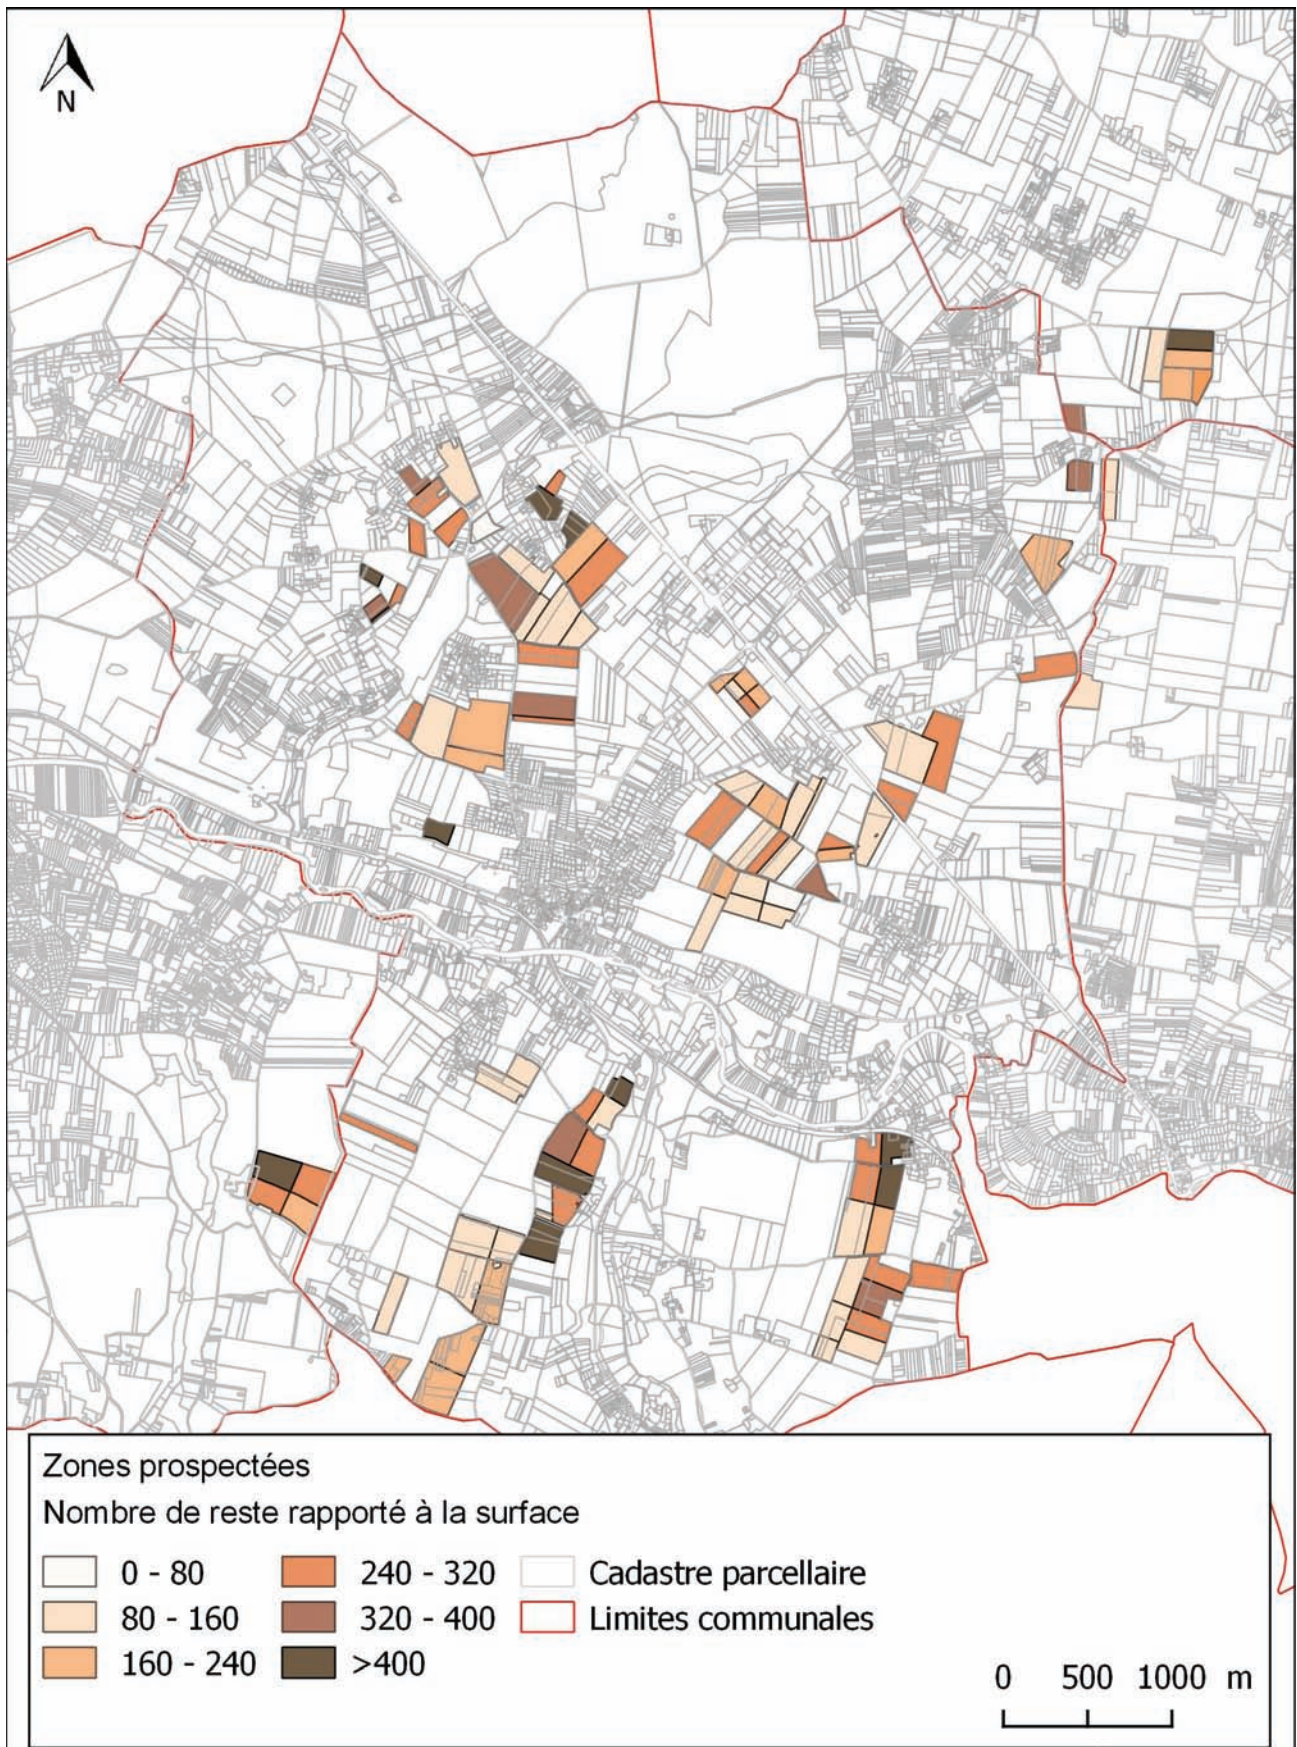 N
Zones prospectées
Nombre de reste rapporté à la surface
0 - 80
240 - 320
Cadastre parcellaire
80 - 160
320 - 400
Limites communales
160 - 240
>400
0 500 1000 m